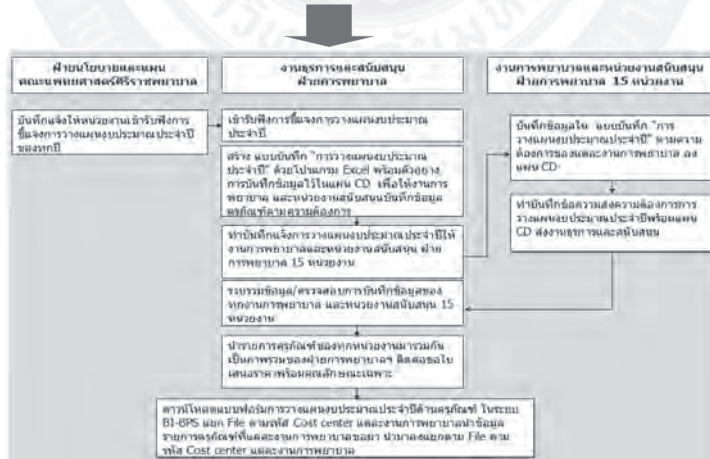 ฝ่ายนโยบายและแผน
คณะแพทยศาสตร์ศิริราชพยาบาล
งานธุรการและสนับสนุน
ฝ่ายการพยาบาล
งานการพยาบาลและหน่วยงานสนับสนุน
ฝ่ายการพยาบาล 15 หน่วยงาน
บันทึกแจ้งให้หน่วยงานเข้ารับฟังการ
ชี้แจงการวางแผนงบประมาณประจำปี
ของทุกปี
เข้ารับฟังการชี้แจงการวางแผนงบประมาณ
ประจำปี
สร้าง แบบบันทึก "การวางแผนงบประมาณ
ประจำปี" ด้วยโปรแกรม Excel พร้อมตัวอย่าง
การบันทึกข้อมูลไว้ในแผ่น CD เพื่อให้งานการ
พยาบาล และหน่วยงานสนับสนุนบันทึกข้อมูล
ครุภัณฑ์ตามความต้องการ
ทำบันทึกแจ้งการวางแผนงบประมาณประจำปีให้
งานการพยาบาลและหน่วยงานสนับสนุน ฝ่าย
การพยาบาล 15 หน่วยงาน
บันทึกข้อมูลใน แบบบันทึก "การ
วางแผนงบประมาณประจำปี" ตามความ
ต้องการของแต่ละงานการพยาบาล ลง
แผ่น CD
ทำบันทึกข้อความส่งความต้องการการ
วางแผนงบประมาณประจำปีพร้อมแผ่น
CD ส่งงานธุรการและสนับสนุน
รวบรวมข้อมูล/ตรวจสอบการบันทึกข้อมูลของ
ทุกงานการพยาบาล และหน่วยงานสนับสนุน 15
หน่วยงาน
นำรายการครุภัณฑ์ของทุกหน่วยงานมารวมกัน
เป็นภาพรวมของฝ่ายการพยาบาลฯ ติดต่อขอใบ
เสนอราคาพร้อมคุณลักษณะเฉพาะ
ดาวน์โหลดแบบฟอร์มการวางแผนงบประมาณประจำปีด้านครุภัณฑ์ ในระบบ
BI-BPS แยก File ตามรหัส Cost center แต่ละงานการพยาบาลนำข้อมูล
รายการครุภัณฑ์ที่แต่ละงานการพยาบาลขอมา นำมาลงแยกตาม File ตาม
รหัส Cost center แต่ละงานการพยาบาล